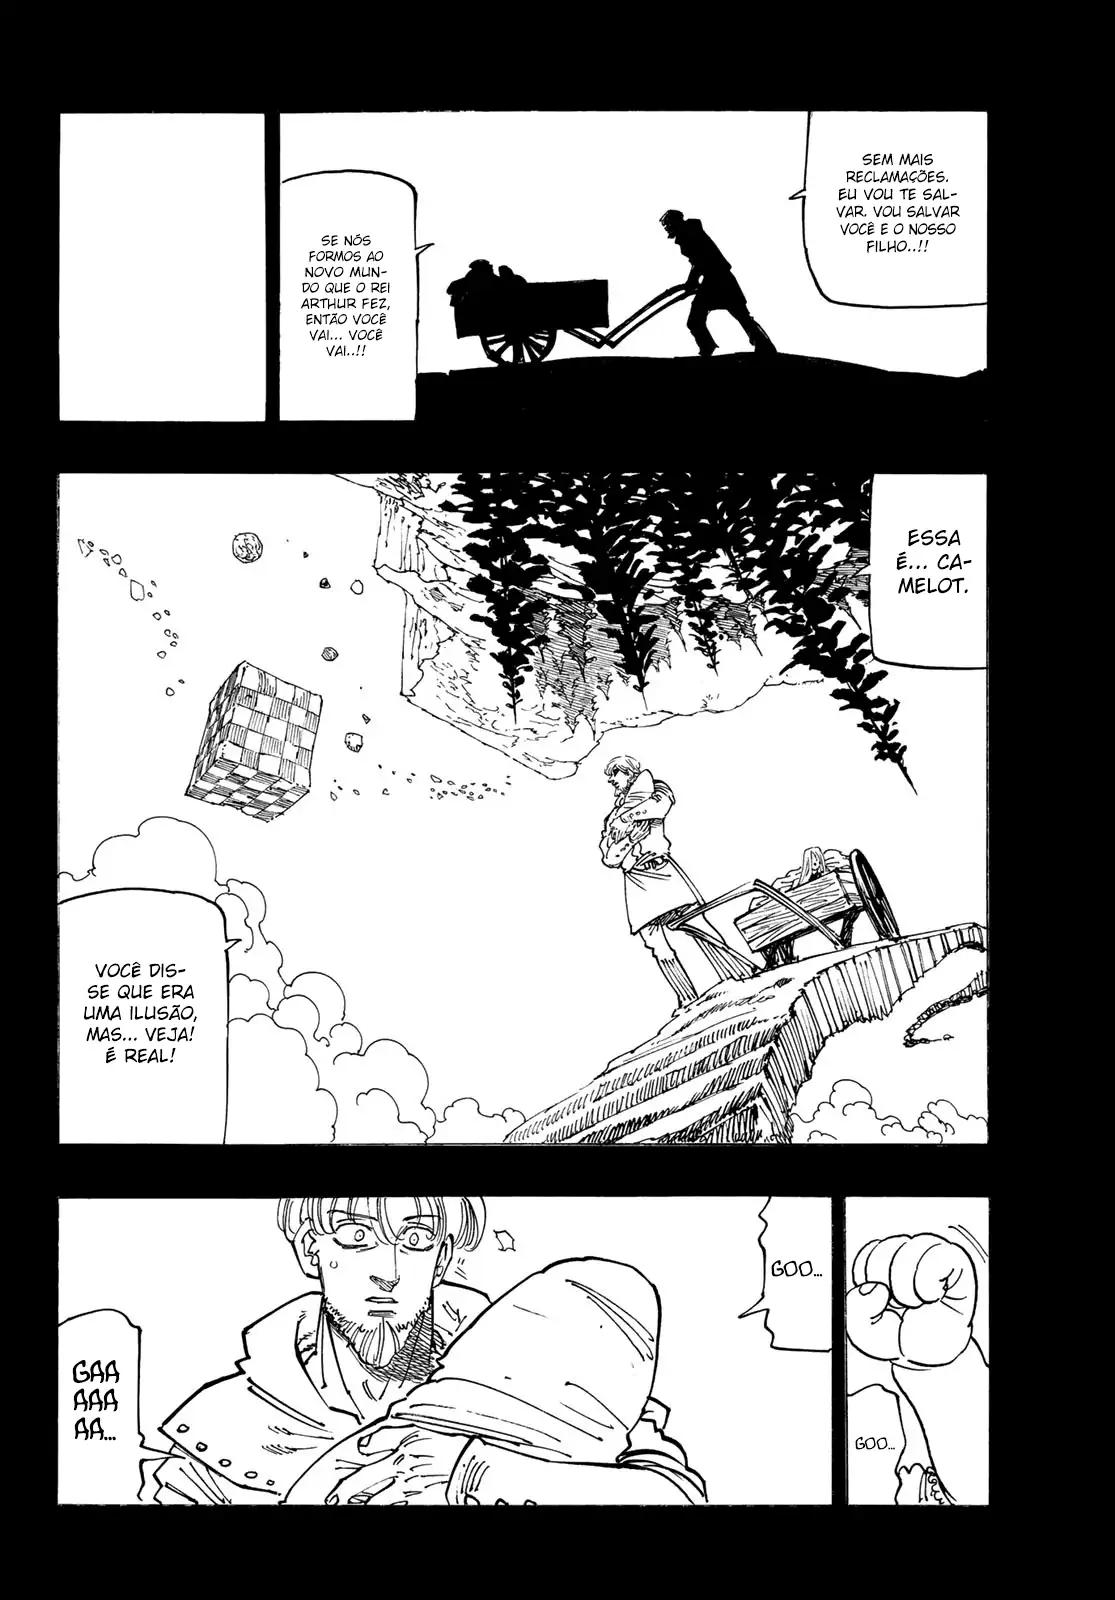 SEM MAIS
RECLAMAÇÕES.
EU VOU TE SAL-
VAR. VOU SALVAR
VOCÊ E O NOSSO
FILHO..!!
SE NÓS
FORMOS AO
NOVO MUN-
DO QUE O REI
ARTHUR FEZ,
ENTÃO VOCÊ
VAI... VOCÊ
VAI..!!
ESSA
É... CA-
MELOT.
VOCÊ DIS-
SE QUE ERA
UMA ILUSÃO,
MAS... VEJA!
É REAL!
GOO...
GOO...
GAA
AAA
AA...